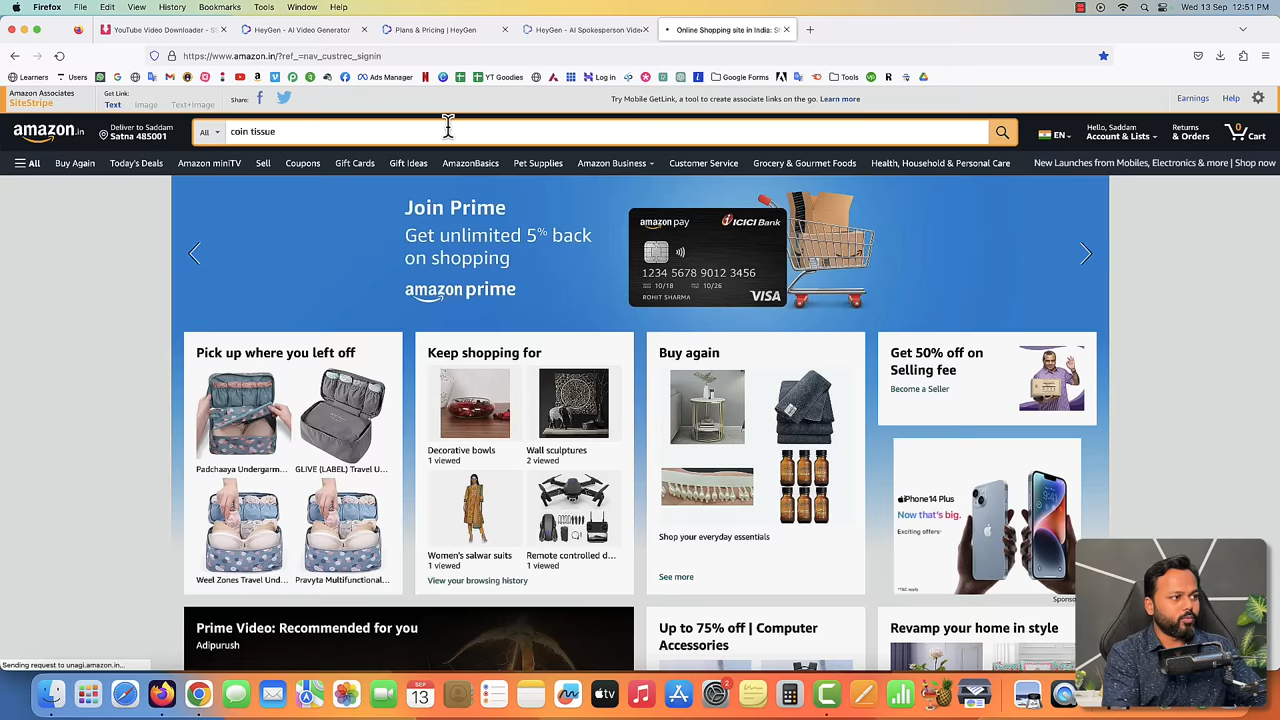 Firefox File Edit View History Bookmarks Tools Window Help
Wed 13 Sep 12:51 PM
YouTube Video Downloader - S
HeyGen - AI Video Generator
Plans & Pricing | HeyGen
HeyGen - AI Spokesperson Vide
Online Shopping site in India: S
https://www.amazon.in/?ref_=nav_custrec_signin
Learners Users Ads Manager YT Goodies Log in Google Forms Tools
Amazon Associates
SiteStripe
Get Link:
Text Image Text+Image
Share:
Try Mobile GetLink, a tool to create associate links on the go. Learn more
Earnings Help
amazon.in
Deliver to Saddam
Satna 485001
All
coin tissue
EN
Hello, Saddam
Account & Lists
Returns
& Orders
0
Cart
All Buy Again Today's Deals Amazon miniTV Sell Coupons Gift Cards Gift Ideas AmazonBasics Pet Supplies Amazon Business Customer Service Grocery & Gourmet Foods Health, Household & Personal Care New Launches from Mobiles, Electronics & more | Shop now
Join Prime
Get unlimited 5% back
on shopping
amazon prime
amazon pay
ICICI Bank
1234 5678 9012 3456
10/18 10/26
ROHIT SHARMA
VISA
Pick up where you left off
Padchaaya Undergarm...
GLIVE (LABEL) Travel U...
Weel Zones Travel Und...
Pravyta Multifunctional...
Keep shopping for
Decorative bowls
1 viewed
Wall sculptures
2 viewed
Women's salwar suits
1 viewed
Remote controlled d...
1 viewed
View your browsing history
Buy again
Shop your everyday essentials
See more
Get 50% off on
Selling fee
Become a Seller
iPhone 14 Plus
Now that's big.
Exciting offers
*T&C apply
Sponso
Prime Video: Recommended for you
Adipurush
Up to 75% off | Computer
Accessories
Revamp your home in style
Sending request to unagi.amazon.in...
SEP
13
tv
2